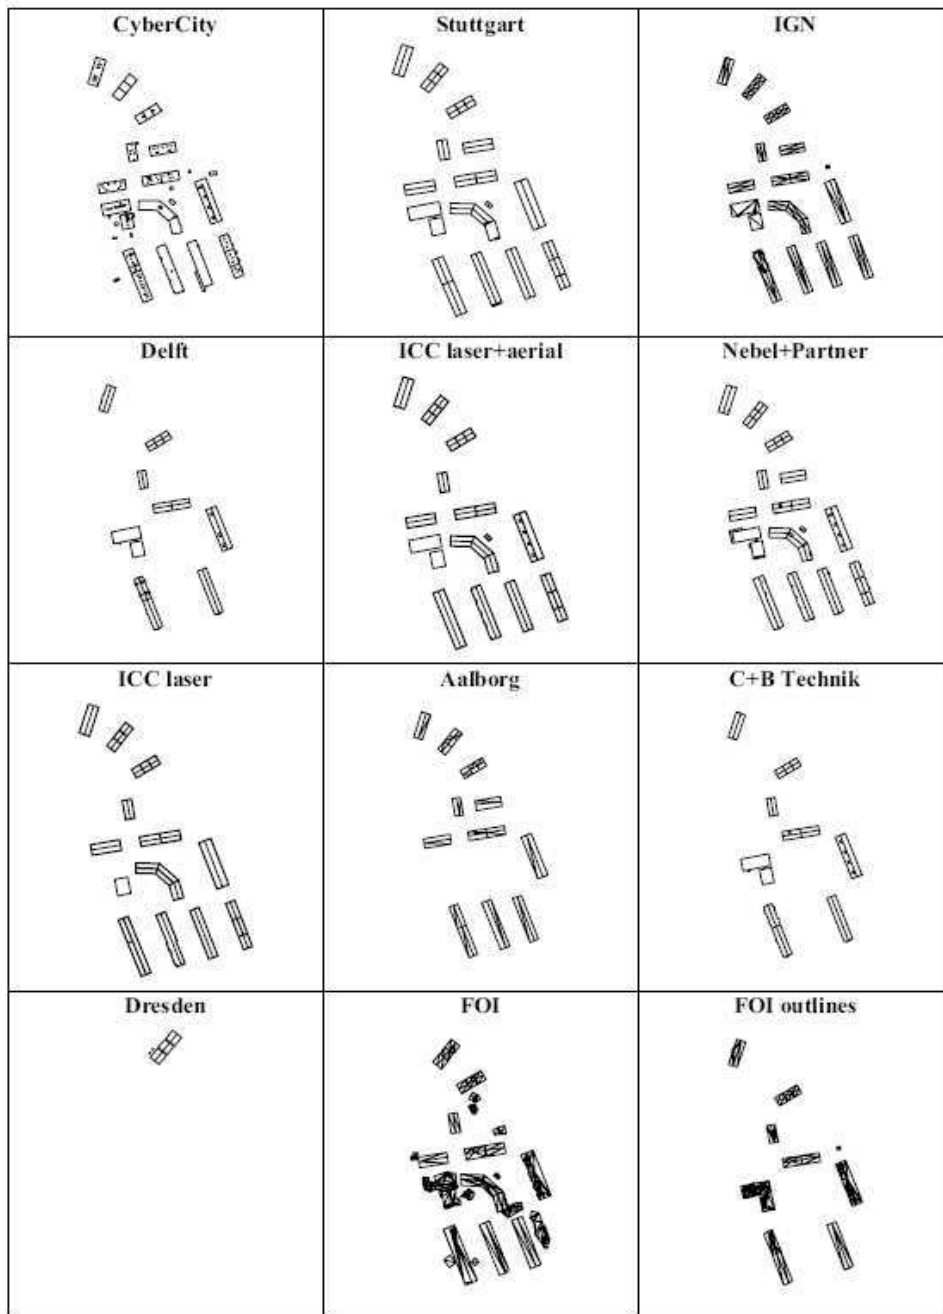 CyberCity
Stuttgart
IGN
Delft
ICC laser+aerial
Nebel+Partner
ICC laser
Aalborg
C+B Technik
Dresden
FOI
FOI outlines